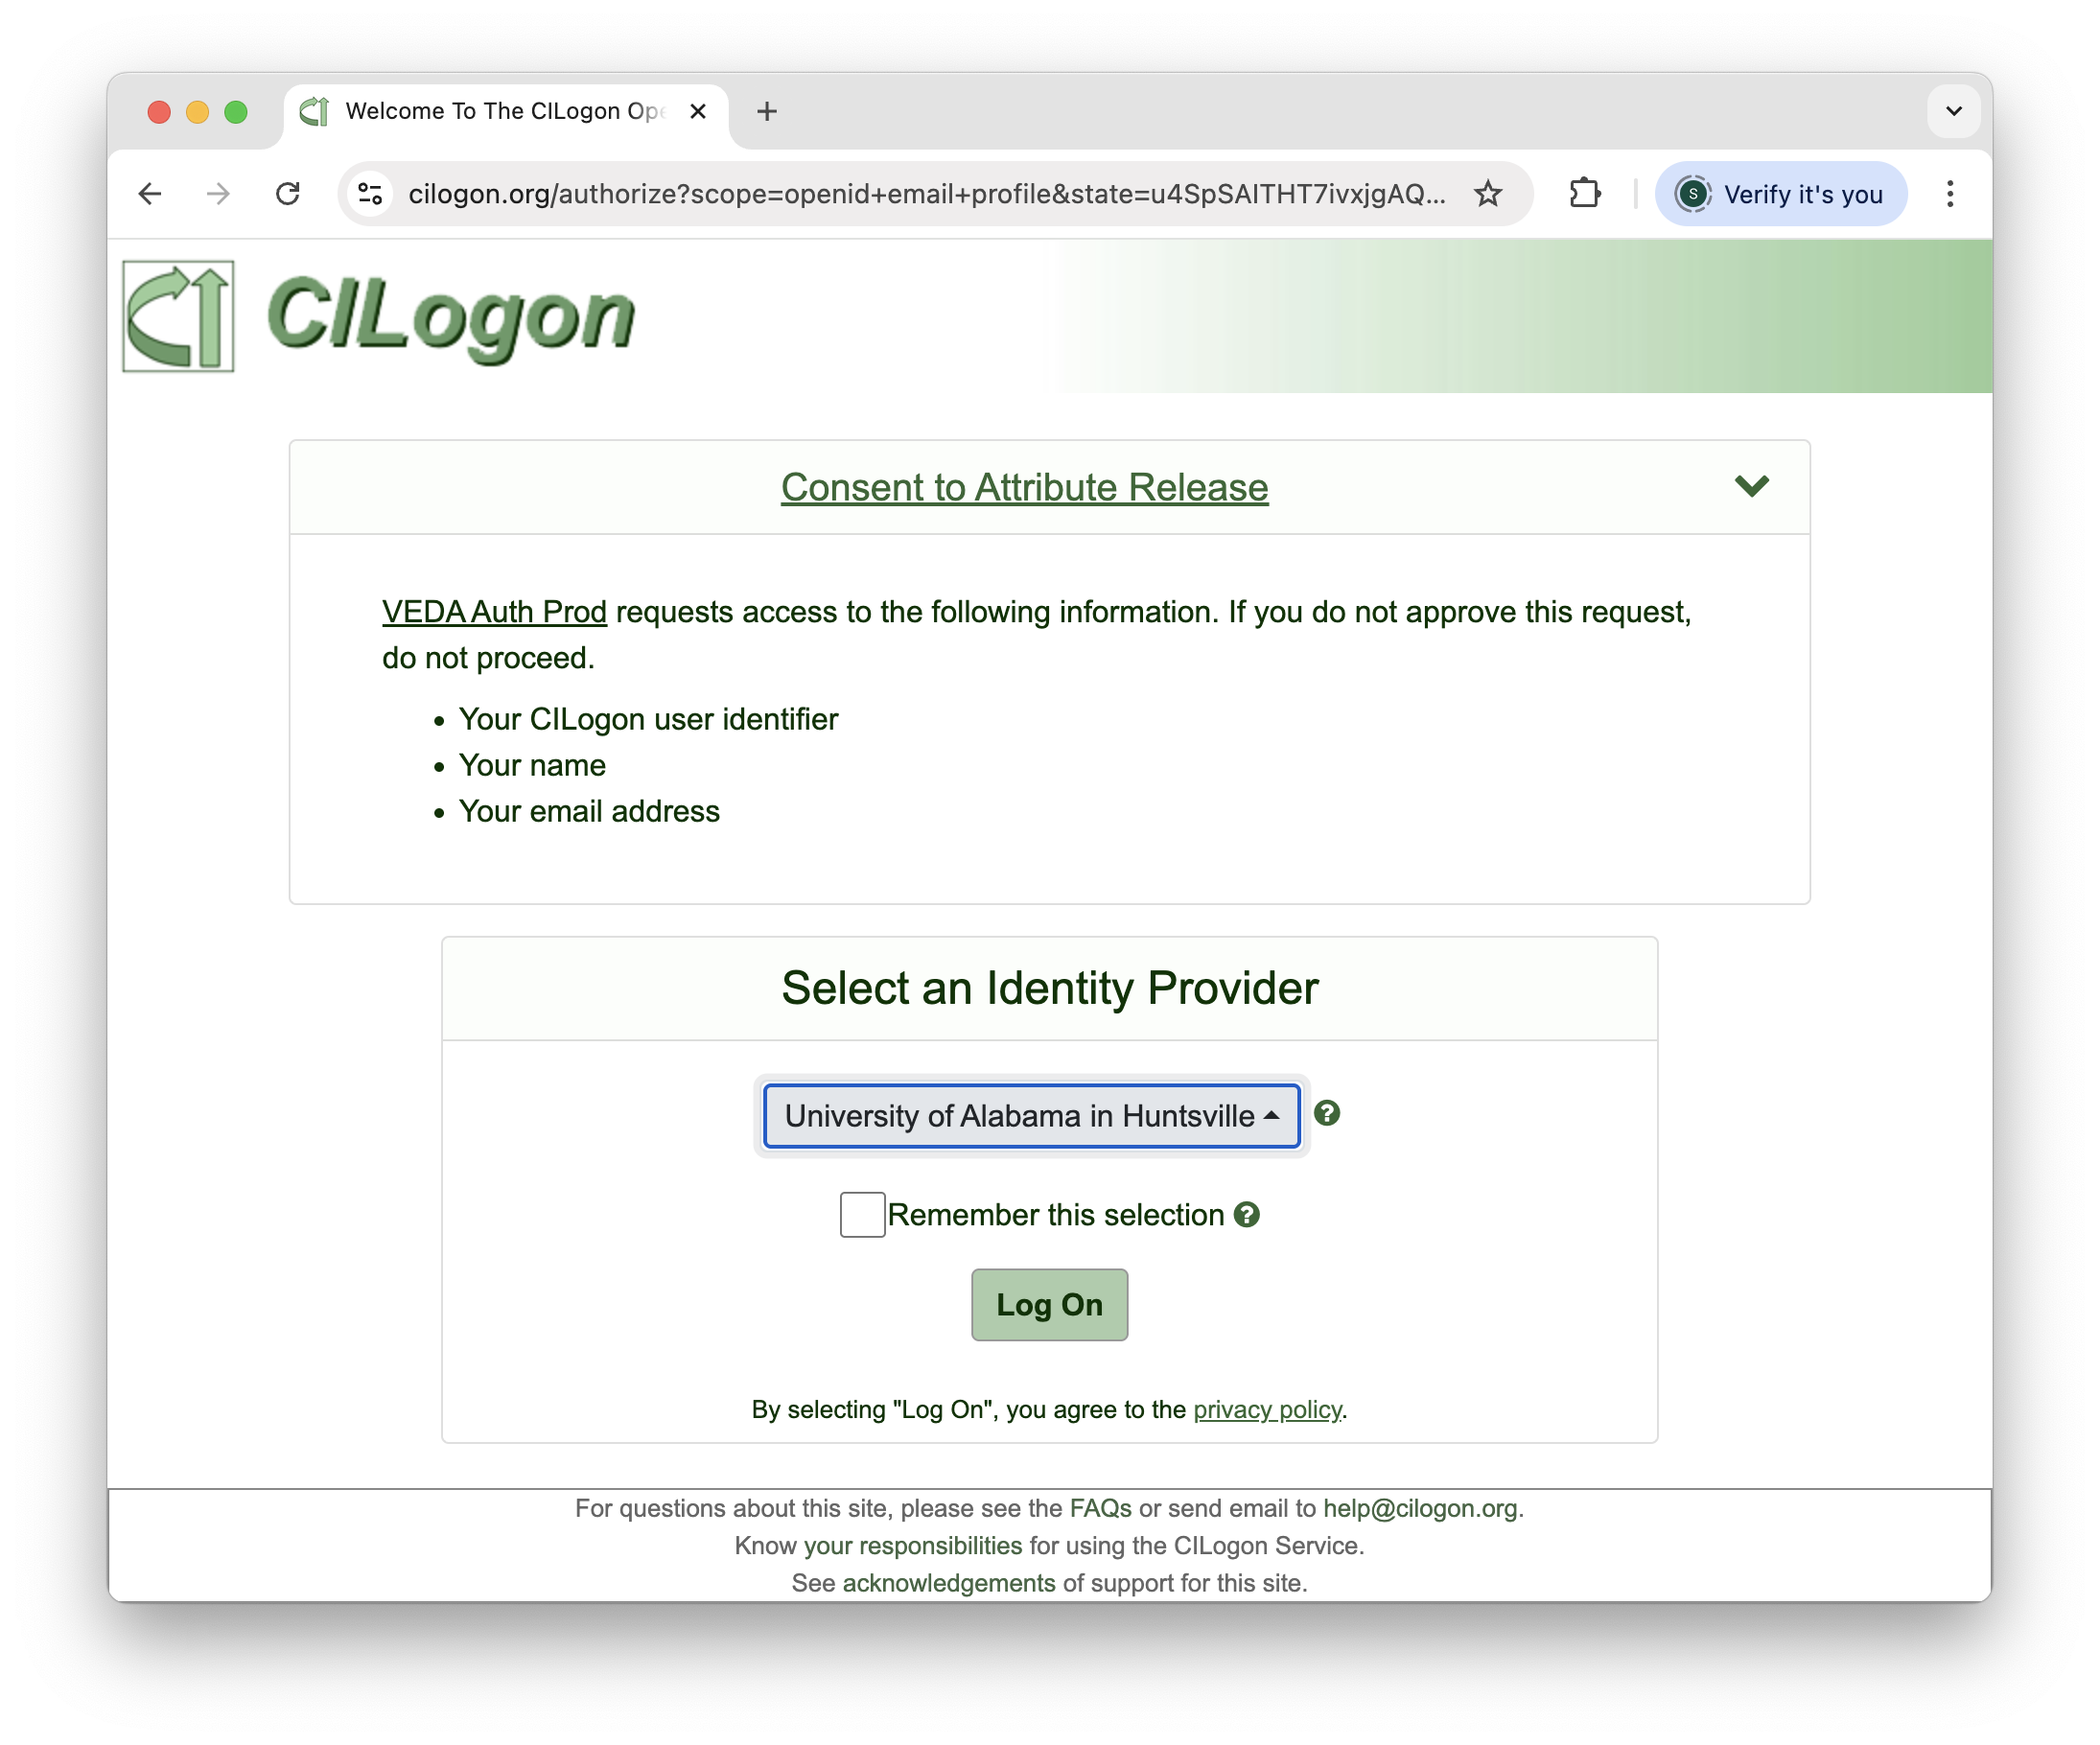 Welcome To The CILogon Ope
cilogon.org/authorize?scope=openid+email+profile&state=u4SpSAITHT7ivxjgAQ...
S
Verify it's you
CILogon
Consent to Attribute Release
VEDA Auth Prod requests access to the following information. If you do not approve this request,
do not proceed.
• Your CILogon user identifier
• Your name
• Your email address
Select an Identity Provider
University of Alabama in Huntsville
Remember this selection
Log On
By selecting "Log On", you agree to the privacy policy.
For questions about this site, please see the FAQs or send email to help@cilogon.org.
Know your responsibilities for using the CILogon Service.
See acknowledgements of support for this site.